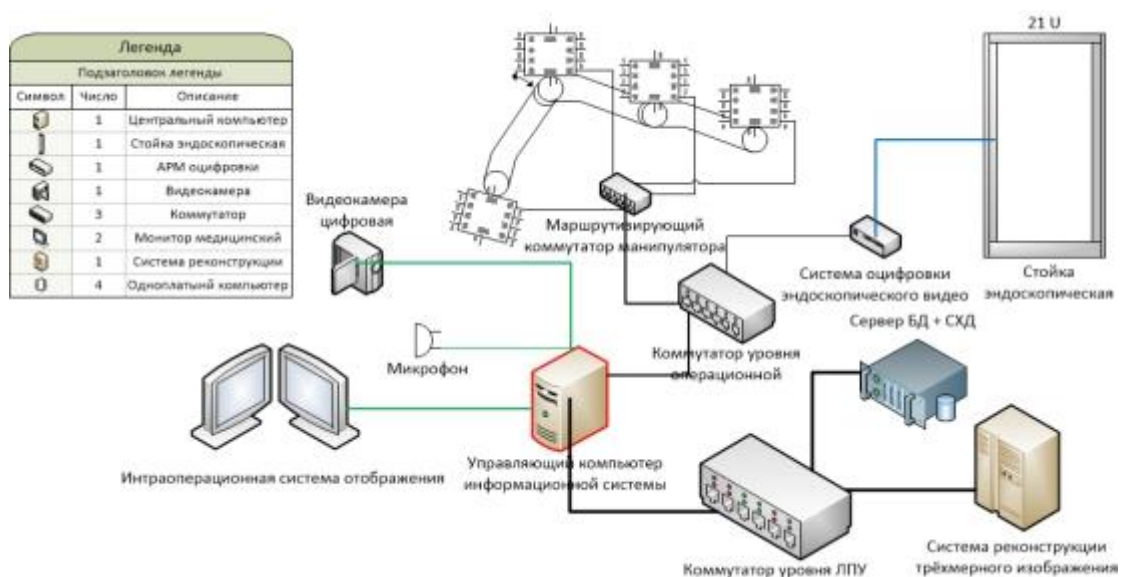 21 U
Легенда
Подзаголовок легенды
Символ Число Описание
1 Центральный компьютер
1 Стойка эндоскопическая
1 АРМ оцифровки
1 Видеокамера
3 Коммутатор
2 Монитор медицинский
1 Система реконструкции
4 Одноплатынй компьютер
Видеокамера
цифровая
Маршрутизирующий
коммутатор манипулятора
Система оцифровки
эндоскопического видео
Стойка
эндоскопическая
Сервер БД + СХД
Микрофон
Коммутатор уровня
операционной
Интраоперационная система отображения
Управляющий компьютер
информационной системы
Коммутатор уровня ЛПУ
Система реконструкции
трёхмерного изображения